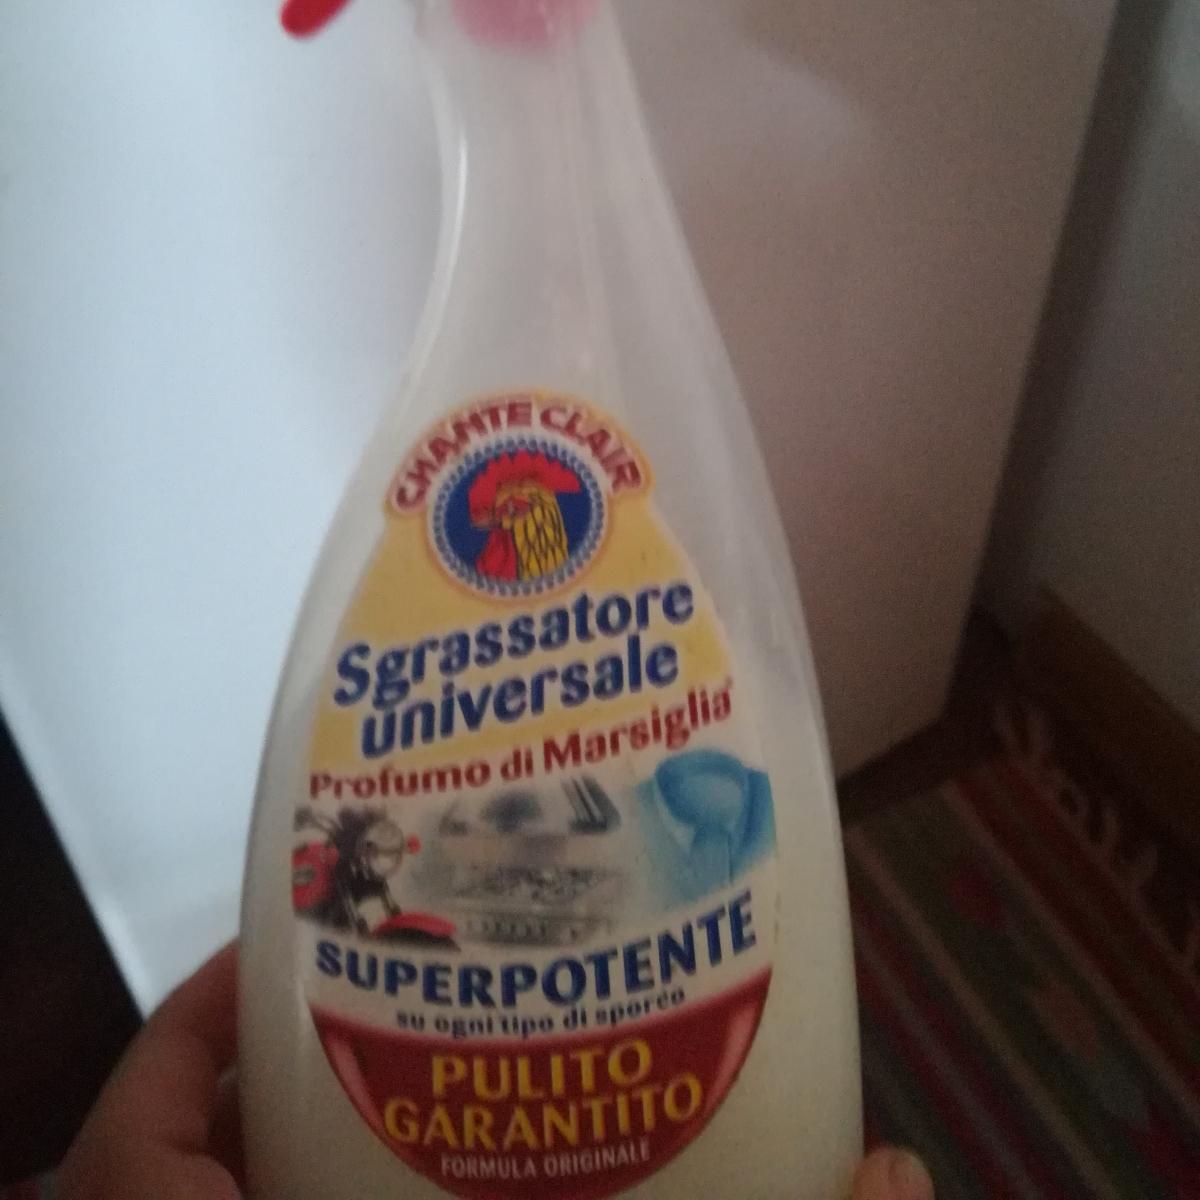 CHANTE CLAIR
Sgrassatore
universale
Profumo di Marsiglia
SUPERPOTENTE
su ogni tipo di sporco
PULITO
GARANTITO
FORMULA ORIGINALE